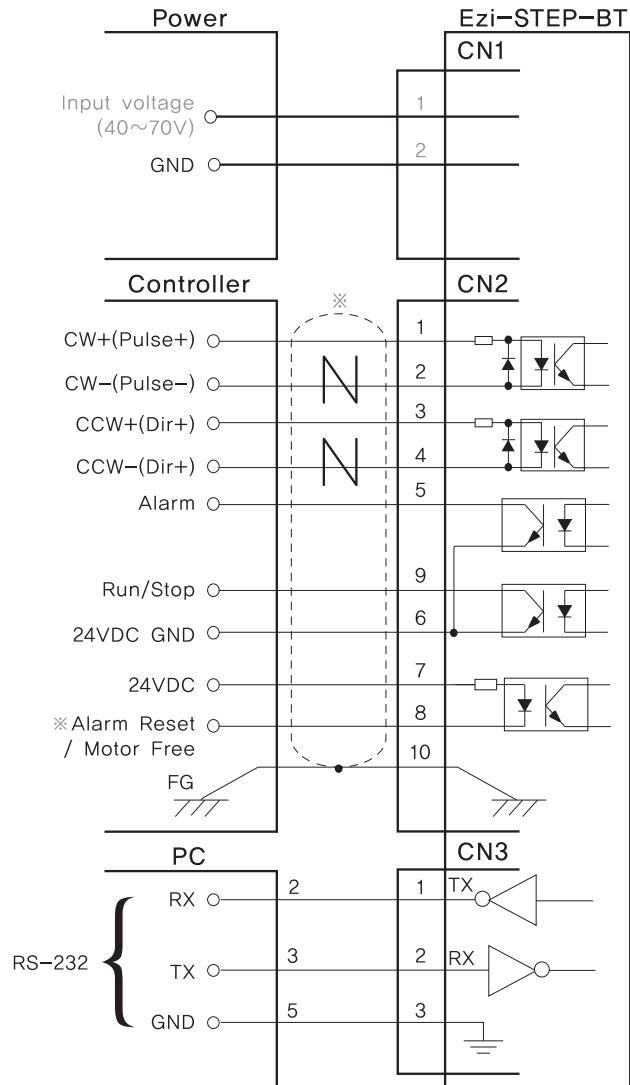 Power
Ezi-STEP-BT
CN1
Input voltage
(40~70V)
1
GND
2
Controller
※
CN2
CW+(Pulse+)
1
CW-(Pulse-)
2
CCW+(Dir+)
3
CCW-(Dir+)
4
Alarm
5
Run/Stop
9
24VDC GND
6
24VDC
7
※Alarm Reset
/ Motor Free
8
FG
10
PC
CN3
RX
2
1
TX
RS-232
TX
3
2
RX
GND
5
3